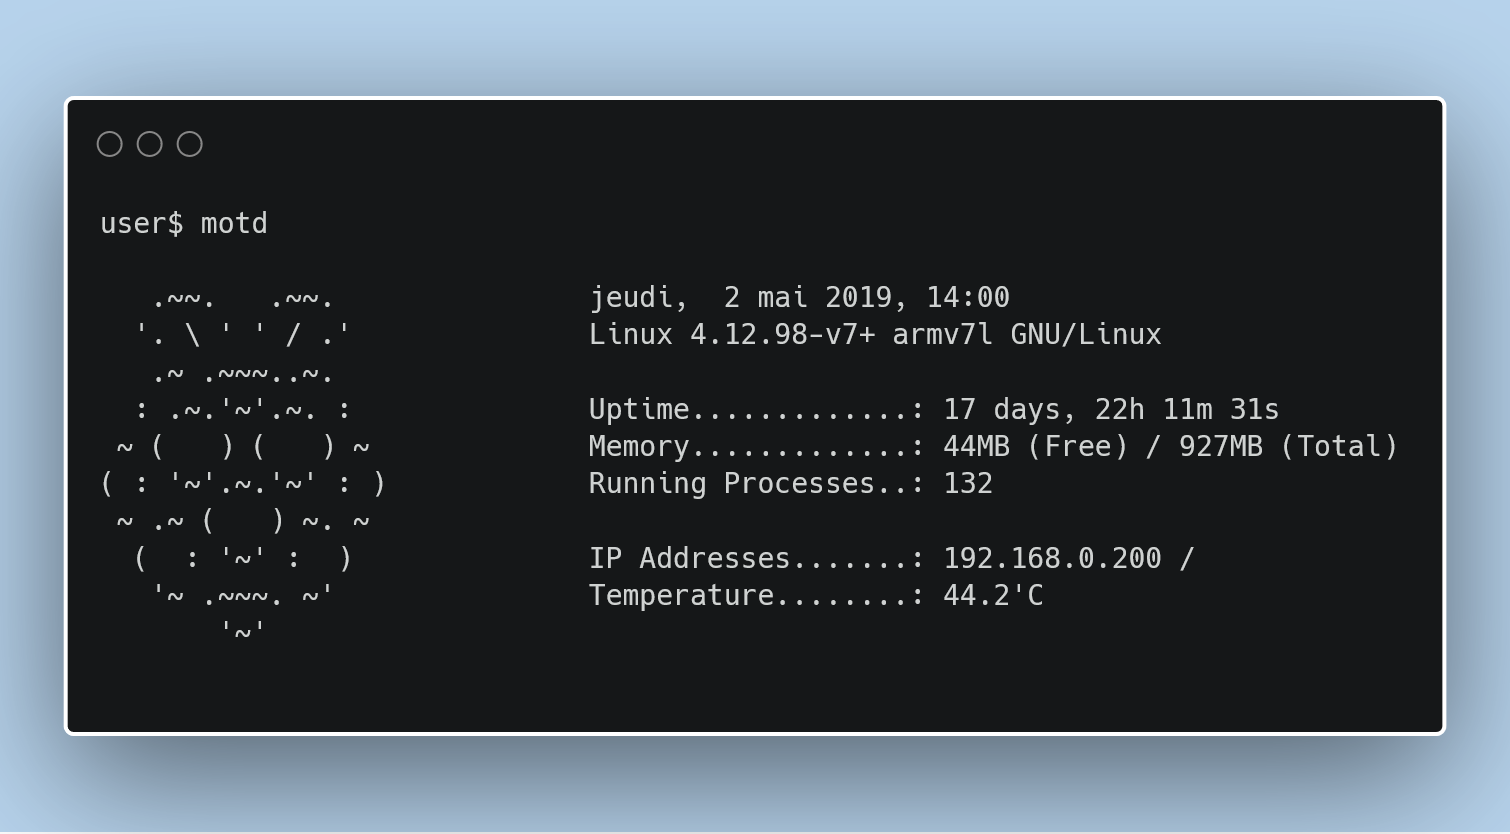 user$ motd
   .~~.   .~~.               jeudi,  2 mai 2019, 14:00
  '. \ ' ' / .'              Linux 4.12.98-v7+ armv7l GNU/Linux
   .~ .~~~..~.
  : .~.'~'.~. :              Uptime.............: 17 days, 22h 11m 31s
 ~ (   ) (   ) ~             Memory.............: 44MB (Free) / 927MB (Total)
( : '~'.~.'~' : )            Running Processes..: 132
 ~ .~ (   ) ~. ~
  (  : '~' :  )              IP Addresses.......: 192.168.0.200 /
   '~ .~~~. ~'               Temperature........: 44.2'C
       '~'